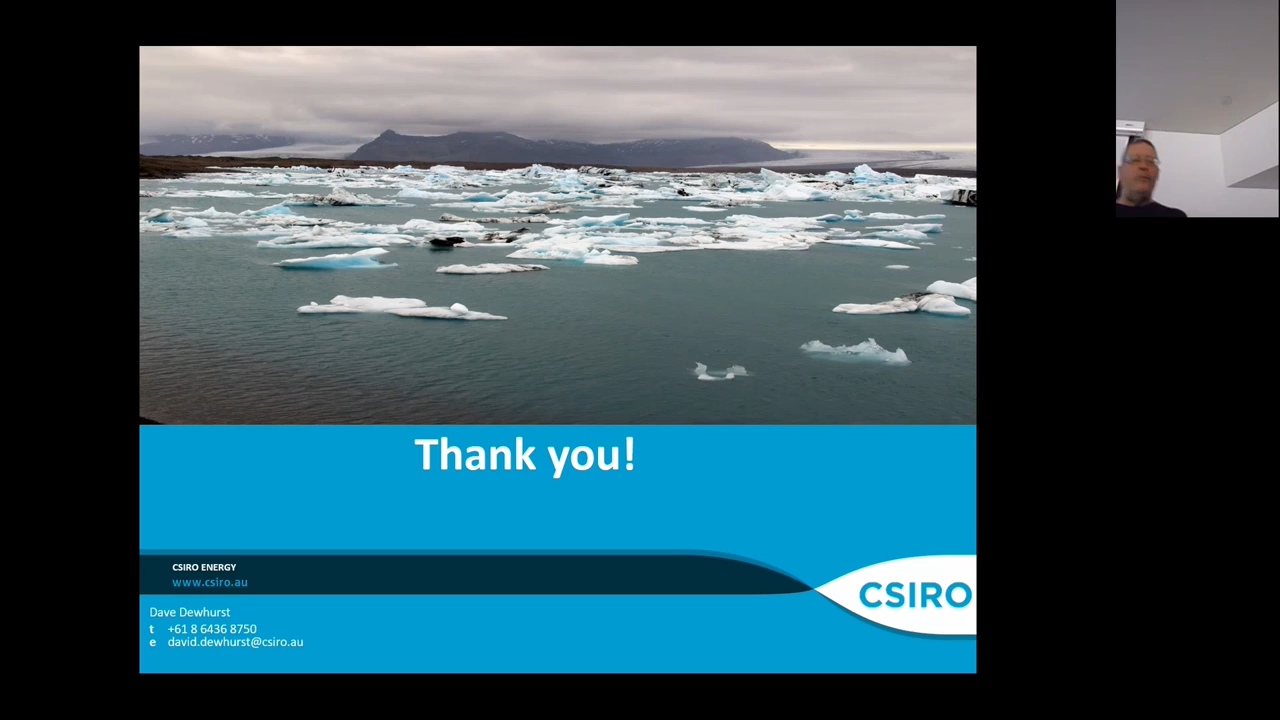 Thank you!
CSIRO ENERGY
www.csiro.au
CSIRO
Dave Dewhurst
t +61 8 6436 8750
e david.dewhurst@csiro.au